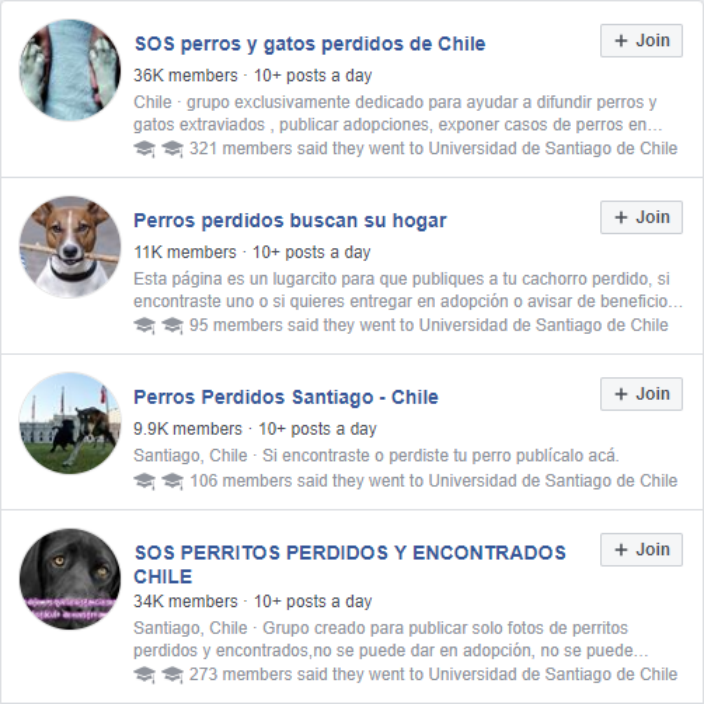 SOS perros y gatos perdidos de Chile
+ Join
36K members · 10+ posts a day
Chile · grupo exclusivamente dedicado para ayudar a difundir perros y
gatos extraviados , publicar adopciones, exponer casos de perros en...
321 members said they went to Universidad de Santiago de Chile
Perros perdidos buscan su hogar
+ Join
11K members · 10+ posts a day
Esta página es un lugarcito para que publiques a tu cachorro perdido, si
encontraste uno o si quieres entregar en adopción o avisar de beneficio...
95 members said they went to Universidad de Santiago de Chile
Perros Perdidos Santiago - Chile
+ Join
9.9K members · 10+ posts a day
Santiago, Chile · Si encontraste o perdiste tu perro publícalo acá.
106 members said they went to Universidad de Santiago de Chile
SOS PERRITOS PERDIDOS Y ENCONTRADOS
CHILE
+ Join
34K members · 10+ posts a day
Santiago, Chile · Grupo creado para publicar solo fotos de perritos
perdidos y encontrados,no se puede dar en adopción, no se puede...
273 members said they went to Universidad de Santiago de Chile